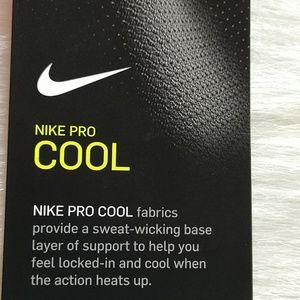 NIKE PRO
COOL
NIKE PRO COOL fabrics
provide a sweat-wicking base
layer of support to help you
feel locked-in and cool when
the action heats up.